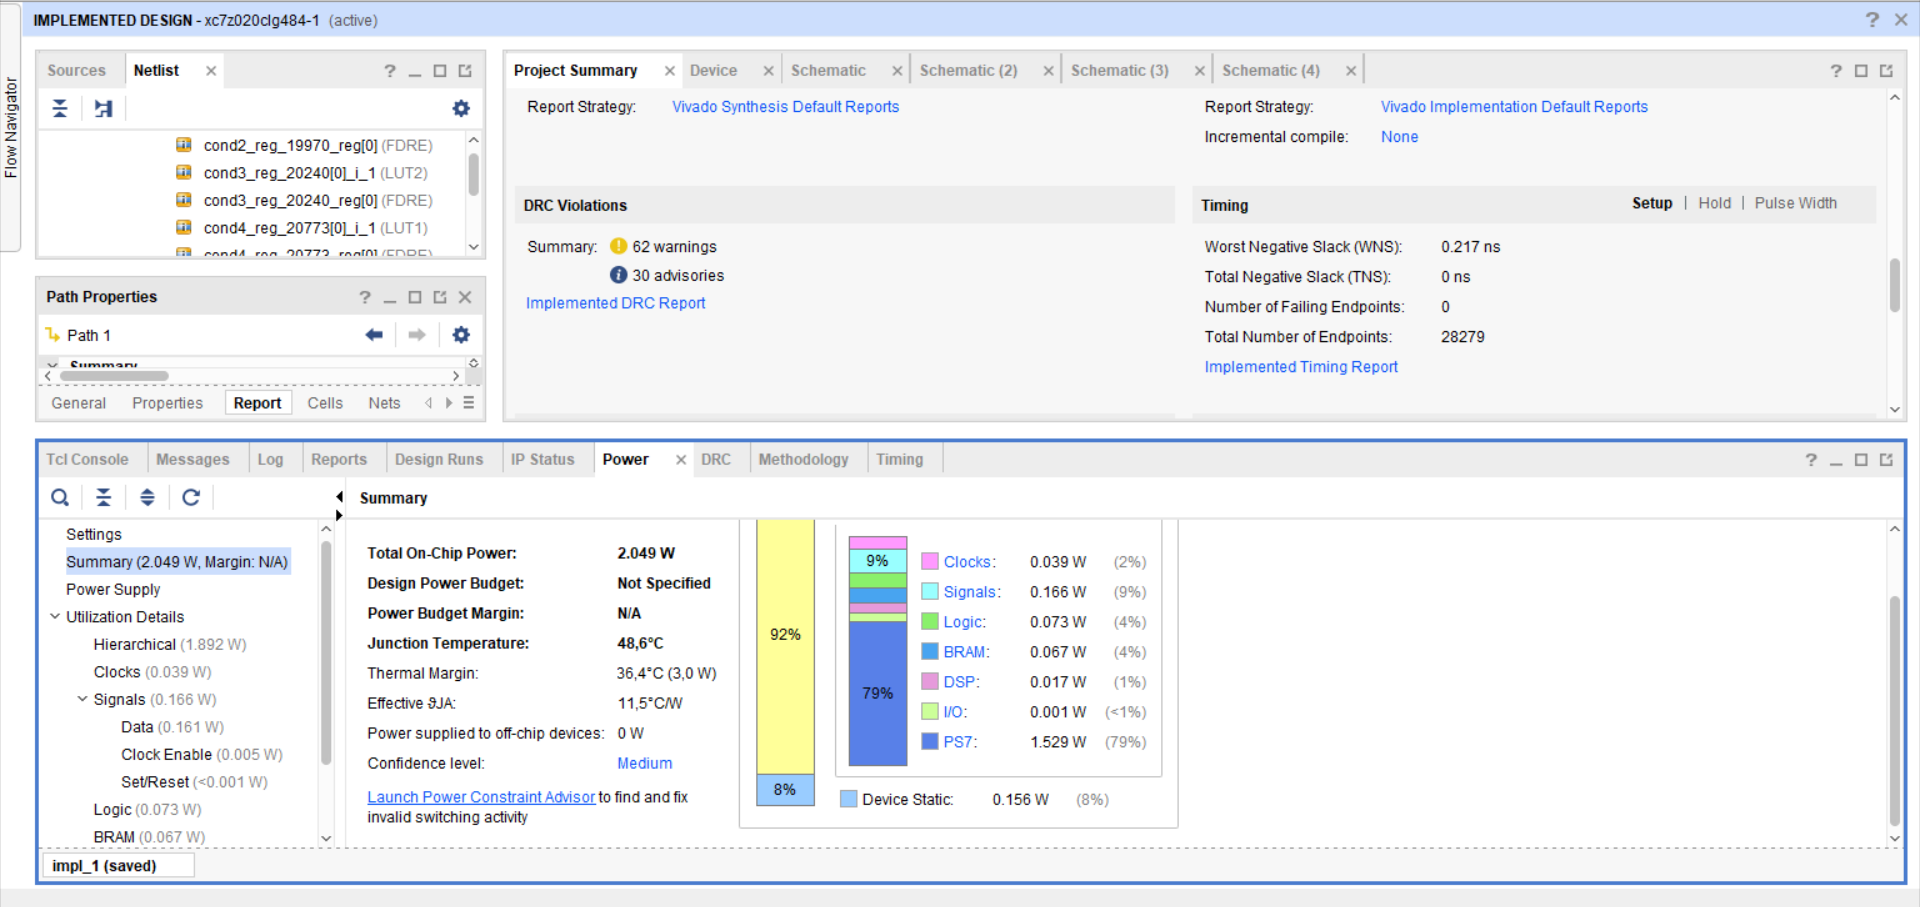 IMPLEMENTED DESIGN - xc7z020clg484-1 (active)
Flow Navigator
Sources
Netlist
cond2_reg_19970_reg[0] (FDRE)
cond3_reg_20240[0]_i_1 (LUT2)
cond3_reg_20240_reg[0] (FDRE)
cond4_reg_20773[0]_i_1 (LUT1)
cond4_reg_20773_reg[0] (FDRE)
Path Properties
Path 1
Summary
General Properties Report Cells Nets
Project Summary Device Schematic Schematic (2) Schematic (3) Schematic (4)
Report Strategy: Vivado Synthesis Default Reports
Report Strategy: Vivado Implementation Default Reports
Incremental compile: None
DRC Violations
Summary: 62 warnings
30 advisories
Implemented DRC Report
Timing
Setup | Hold | Pulse Width
Worst Negative Slack (WNS): 0.217 ns
Total Negative Slack (TNS): 0 ns
Number of Failing Endpoints: 0
Total Number of Endpoints: 28279
Implemented Timing Report
Tcl Console Messages Log Reports Design Runs IP Status Power DRC Methodology Timing
Settings
Summary (2.049 W, Margin: N/A)
Power Supply
Utilization Details
Hierarchical (1.892 W)
Clocks (0.039 W)
Signals (0.166 W)
Data (0.161 W)
Clock Enable (0.005 W)
Set/Reset (<0.001 W)
Logic (0.073 W)
BRAM (0.067 W)
Summary
Total On-Chip Power: 2.049 W
Design Power Budget: Not Specified
Power Budget Margin: N/A
Junction Temperature: 48,6°C
Thermal Margin: 36,4°C (3,0 W)
Effective ϑJA: 11,5°C/W
Power supplied to off-chip devices: 0 W
Confidence level: Medium
Launch Power Constraint Advisor to find and fix
invalid switching activity
92%
8%
9%
79%
Clocks: 0.039 W (2%)
Signals: 0.166 W (9%)
Logic: 0.073 W (4%)
BRAM: 0.067 W (4%)
DSP: 0.017 W (1%)
I/O: 0.001 W (<1%)
PS7: 1.529 W (79%)
Device Static: 0.156 W (8%)
impl_1 (saved)